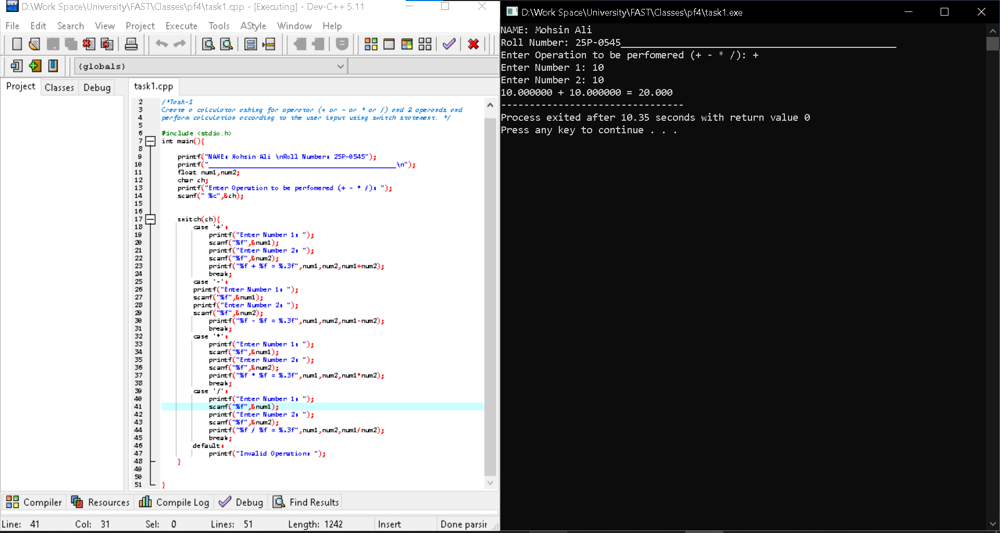 D:\Work Space\University\FAST\Classes\pf4\task1.cpp - [Executing] - Dev-C++ 5.11
File Edit Search View Project Execute Tools AStyle Window Help
(globals)
Project Classes Debug
task1.cpp
2 /*Task-1
3 Create a calculator asking for operator (+ or - or * or /) and 2 operands and
4 perform calculation according to the user input using switch statement. */
5
6 #include <stdio.h>
7 int main(){
8
9 printf("NAME: Mohsin Ali \nRoll Number: 25P-0545");
10 printf("________________________________________________\n");
11 float num1,num2;
12 char ch;
13 printf("Enter Operation to be perfomered (+ - * /): ");
14 scanf(" %c",&ch);
15
16
17 switch(ch){
18 case '+':
19 printf("Enter Number 1: ");
20 scanf("%f",&num1);
21 printf("Enter Number 2: ");
22 scanf("%f",&num2);
23 printf("%f + %f = %.3f",num1,num2,num1+num2);
24 break;
25 case '-':
26 printf("Enter Number 1: ");
27 scanf("%f",&num1);
28 printf("Enter Number 2: ");
29 scanf("%f",&num2);
30 printf("%f - %f = %.3f",num1,num2,num1-num2);
31 break;
32 case '*':
33 printf("Enter Number 1: ");
34 scanf("%f",&num1);
35 printf("Enter Number 2: ");
36 scanf("%f",&num2);
37 printf("%f * %f = %.3f",num1,num2,num1*num2);
38 break;
39 case '/':
40 printf("Enter Number 1: ");
41 scanf("%f",&num1);
42 printf("Enter Number 2: ");
43 scanf("%f",&num2);
44 printf("%f / %f = %.3f",num1,num2,num1/num2);
45 break;
46 default:
47 printf("Invalid Operation: ");
48 }
49
50
51 }
Compiler Resources Compile Log Debug Find Results
Line: 41 Col: 31 Sel: 0 Lines: 51 Length: 1242 Insert Done parsir
D:\Work Space\University\FAST\Classes\pf4\task1.exe
NAME: Mohsin Ali
Roll Number: 25P-0545________________________________________________
Enter Operation to be perfomered (+ - * /): +
Enter Number 1: 10
Enter Number 2: 10
10.000000 + 10.000000 = 20.000
--------------------------------
Process exited after 10.35 seconds with return value 0
Press any key to continue . . .